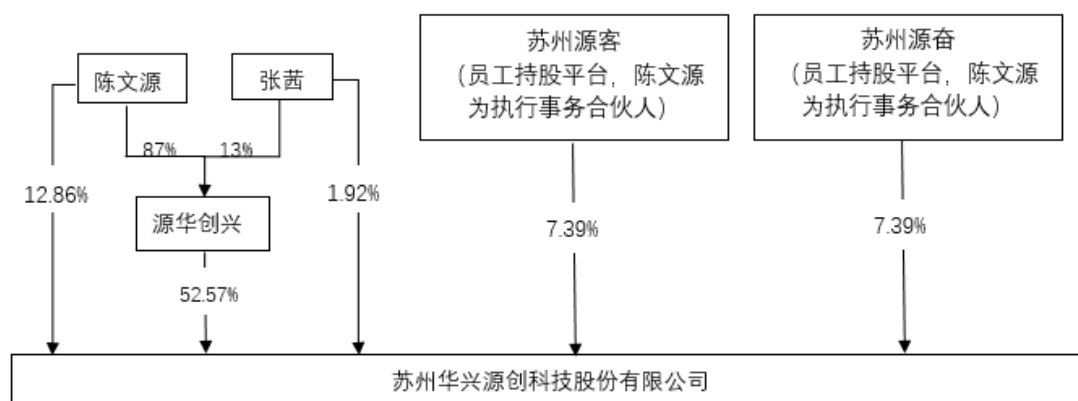 苏州源客
（员工持股平台，陈文源
为执行事务合伙人）
苏州源奋
（员工持股平台，陈文源
为执行事务合伙人）
陈文源
张茜
87%
13%
12.86%
源华创兴
1.92%
7.39%
7.39%
52.57%
苏州华兴源创科技股份有限公司